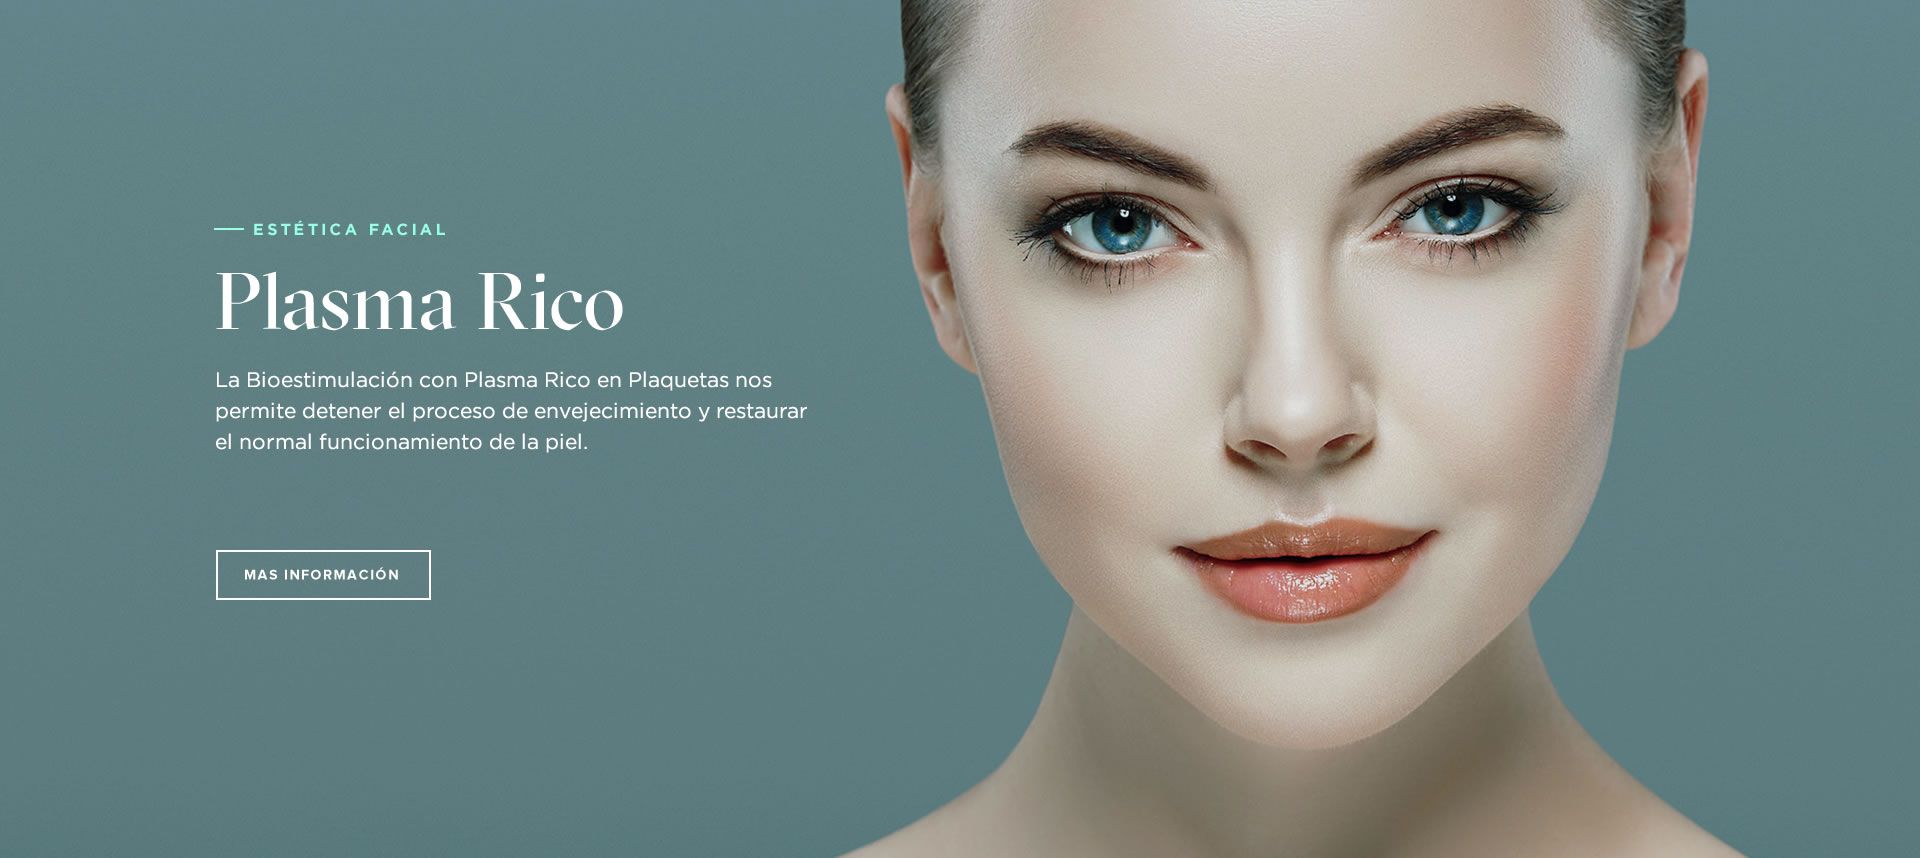 ESTÉTICA FACIAL
Plasma Rico
La Bioestimulación con Plasma Rico en Plaquetas nos
permite detener el proceso de envejecimiento y restaurar
el normal funcionamiento de la piel.
MAS INFORMACIÓN